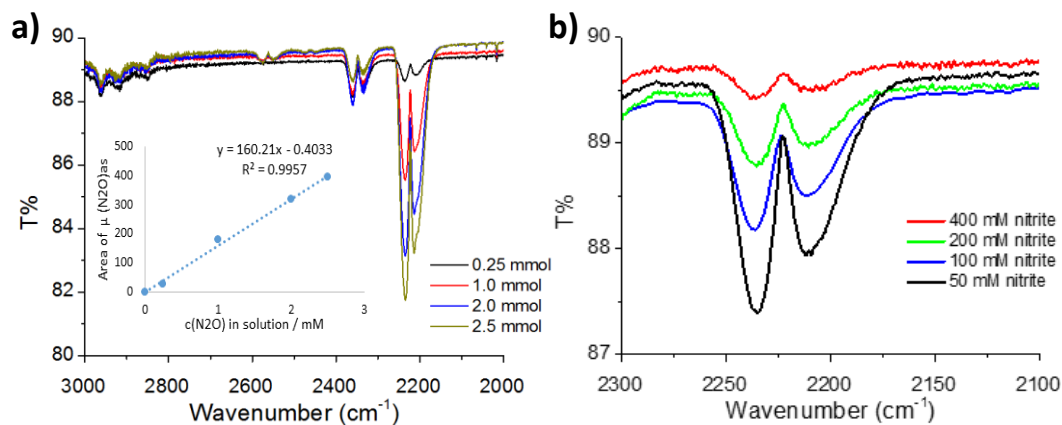 a)
90
88
86
84
82
80
T%
3000 2800 2600 2400 2200 2000
Wavenumber (cm-1)
500
400
300
200
100
0
Area of μ (N2O)as
y = 160.21x - 0.4033
R² = 0.9957
0 1 2 3
c(N2O) in solution / mM
0.25 mmol
1.0 mmol
2.0 mmol
2.5 mmol
b)
90
89
88
87
T%
2300 2250 2200 2150 2100
Wavenumber (cm-1)
400 mM nitrite
200 mM nitrite
100 mM nitrite
50 mM nitrite